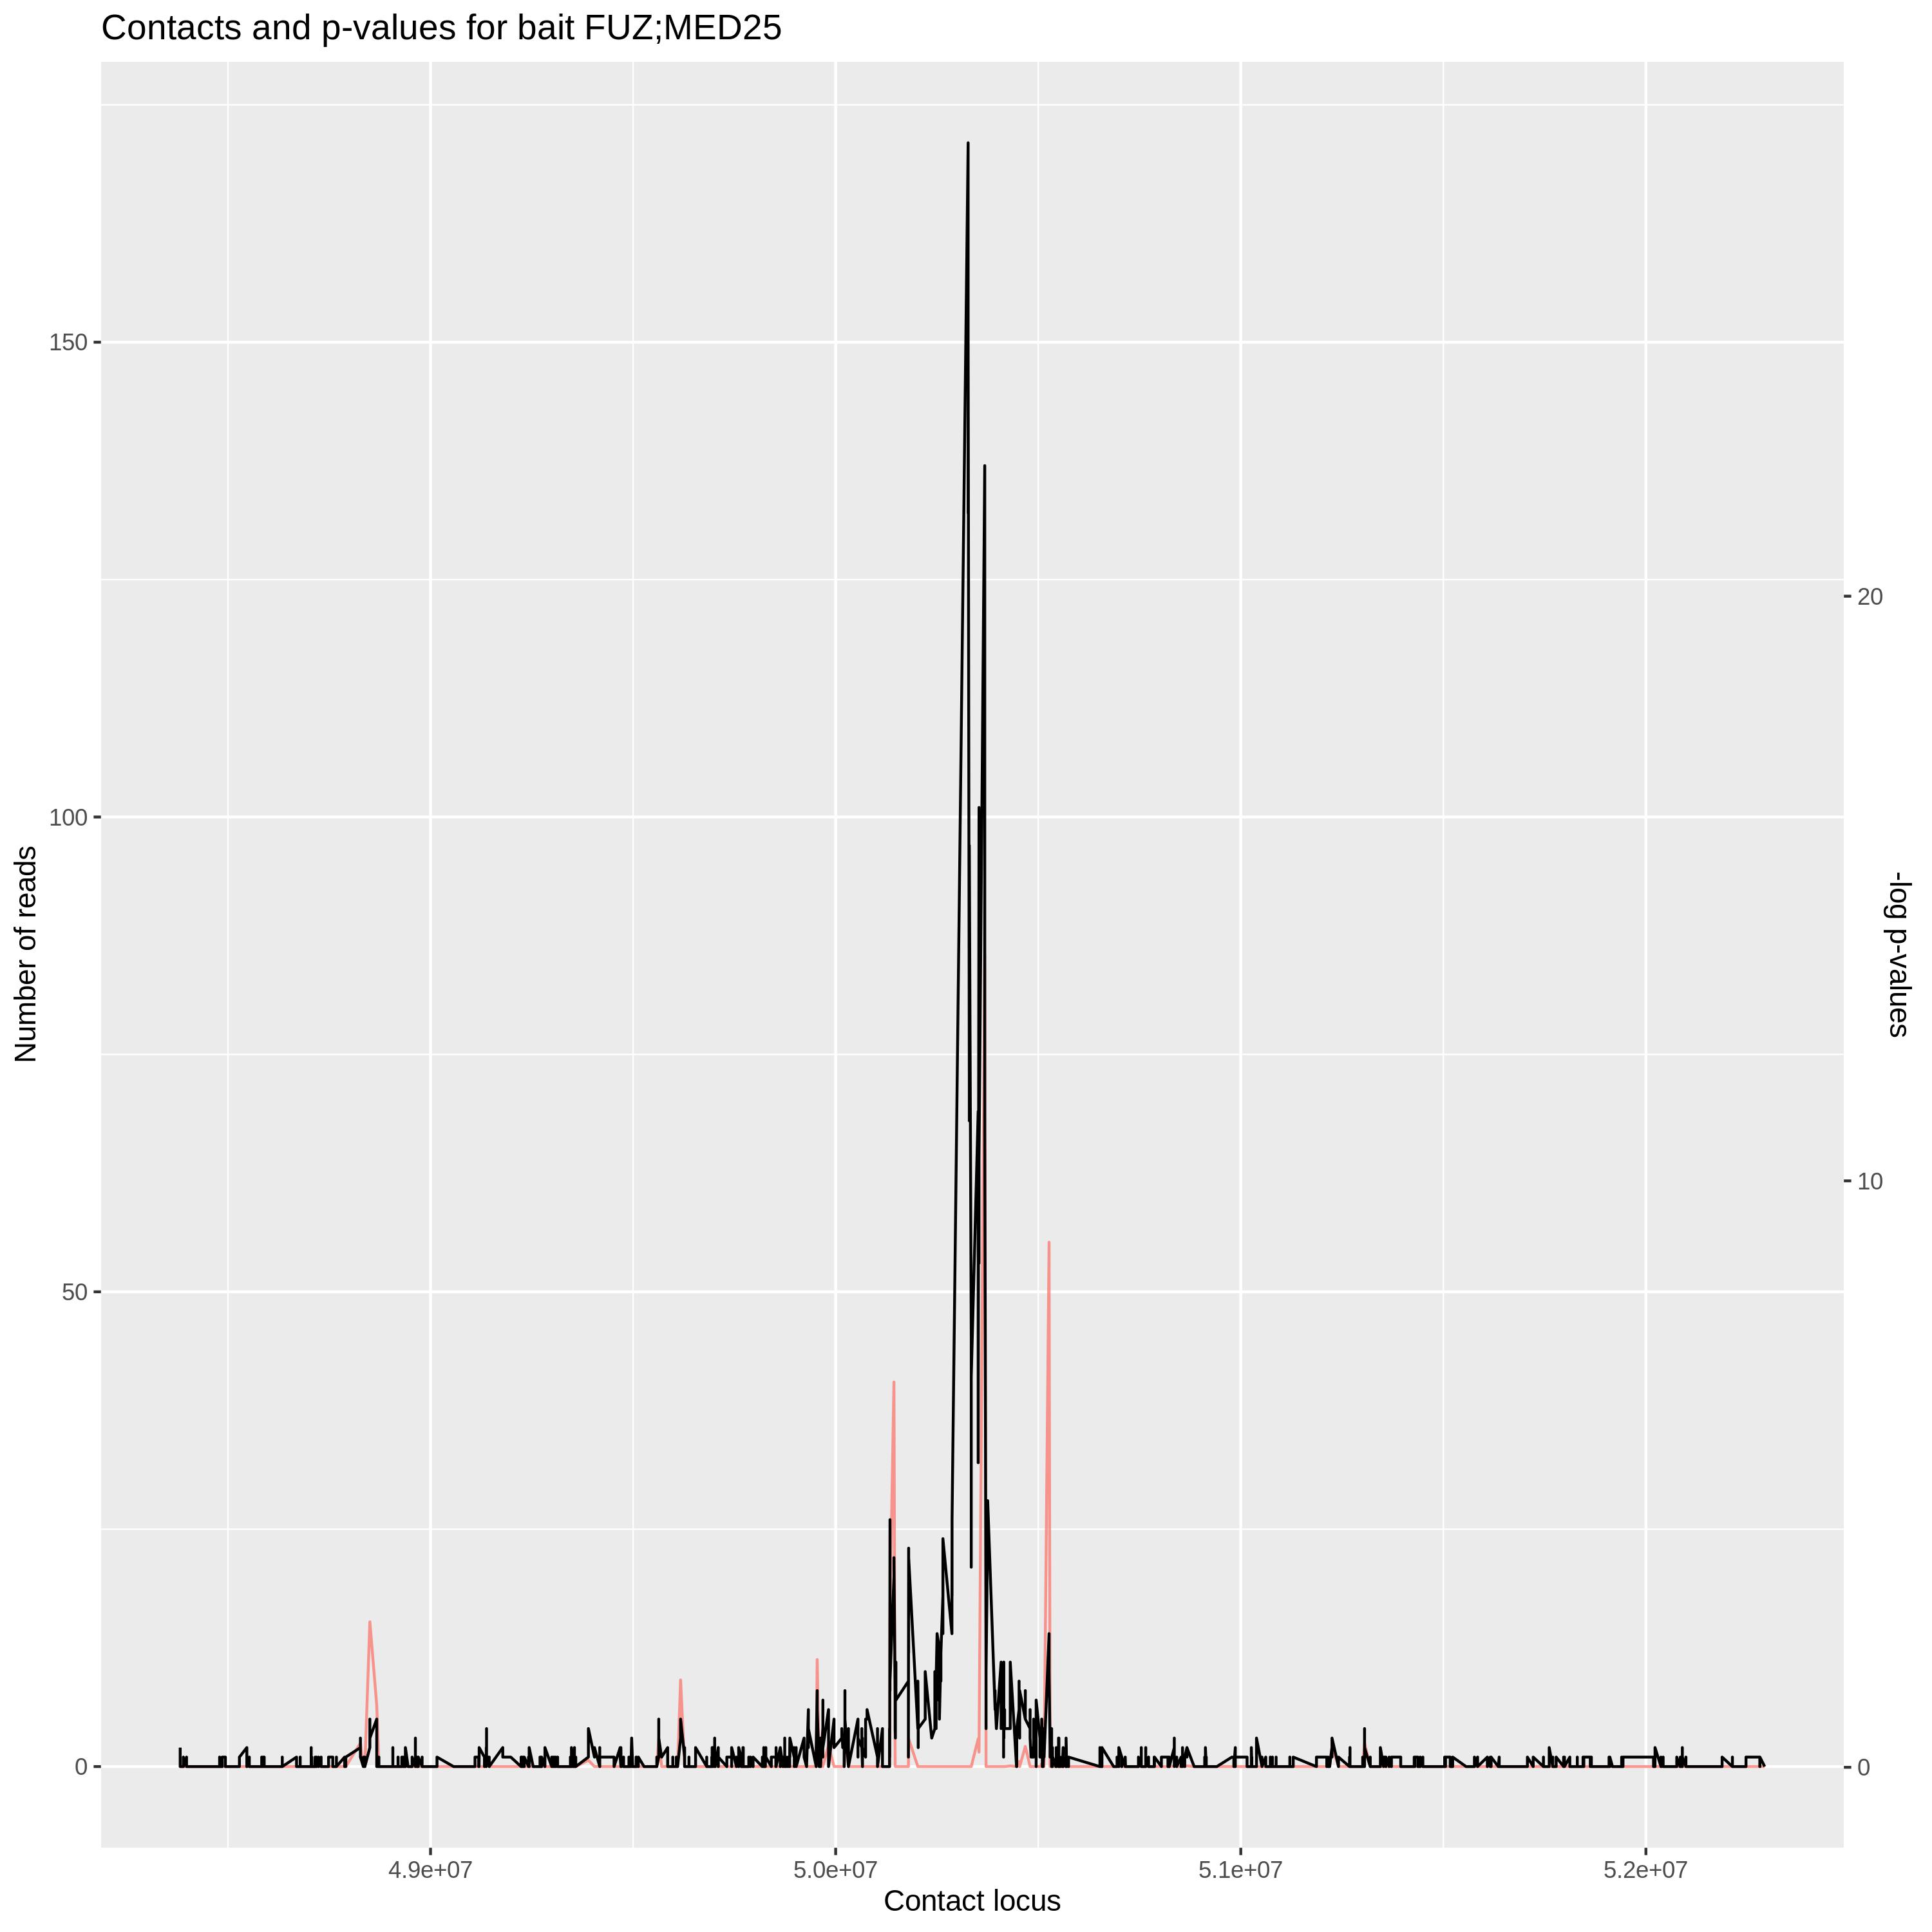 Contacts and p-values for bait FUZ;MED25
Number of reads
150
100
50
0
20
10
0
-log p-values
4.9e+07
5.0e+07
5.1e+07
5.2e+07
Contact locus